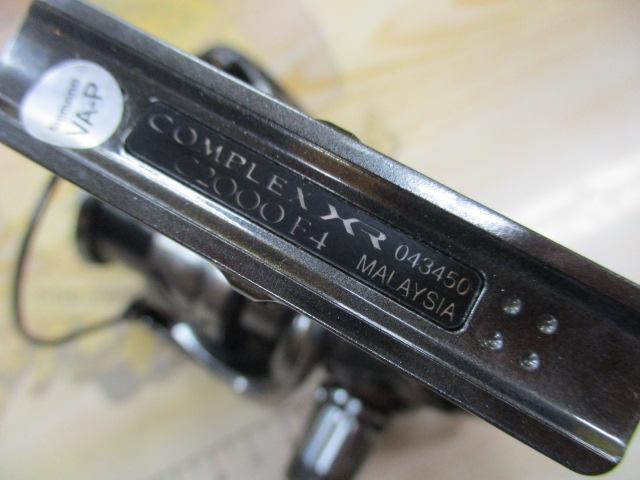 SHIMANO
VA-P
COMPLEX XR
C2000 F4
043450
MALAYSIA